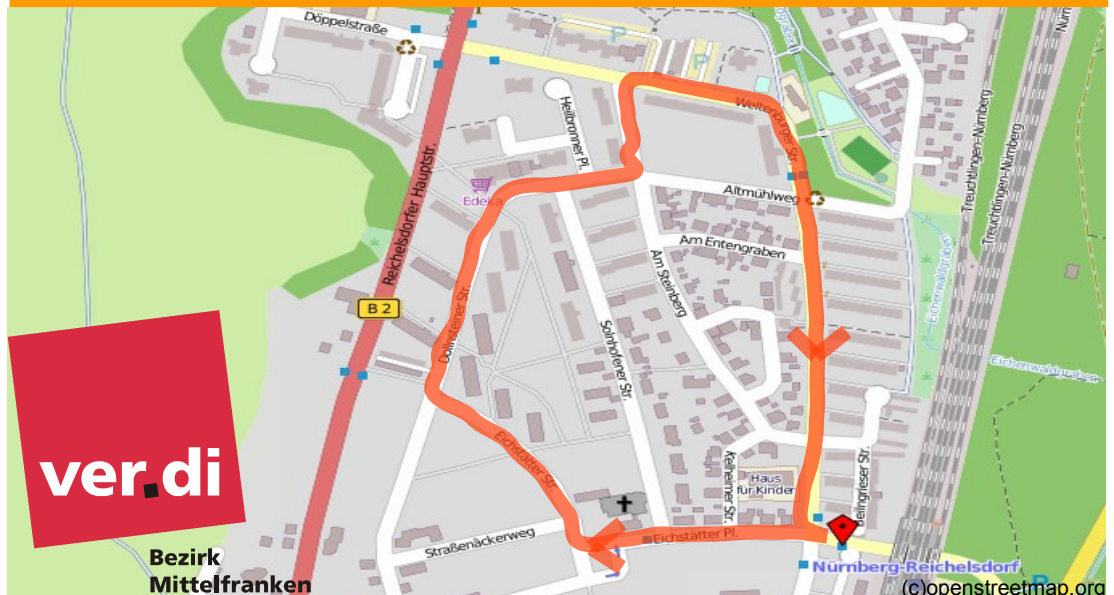 Döppelstraße
P
P
Weltenburger Str.
Heilbronner Pl.
Reichelsdorfer Hauptstr.
Edeka
Altmühlweg
Treuchtlingen-Nürnberg
Treuchtlingen-Nürnberg
Am Entengraben
Am Steinberg
Eichenwaldgraben
B 2
Dollnsteiner Str.
Solnhofener Str.
Eichenwaldgraben
Eichstätter Str.
ver.di
Kelheimer Str.
Haus
für Kinder
Beilngrieser Str.
Straßenäckerweg
Eichstätter Pl.
Nürnberg-Reichelsdorf
P
Bezirk
Mittelfranken
(c)openstreetmap.org